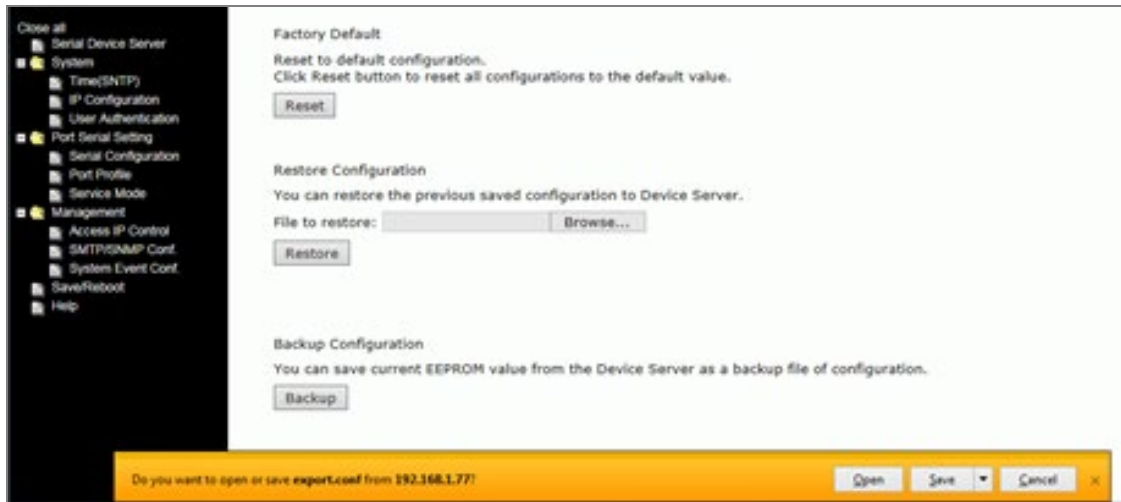 Close all
Serial Device Server
System
Time(SNTP)
IP Configuration
User Authentication
Port Serial Setting
Serial Configuration
Port Profile
Service Mode
Management
Access IP Control
SMTP/SNMP Conf.
System Event Conf.
Save/Reboot
Help
Factory Default
Reset to default configuration.
Click Reset button to reset all configurations to the default value.
Reset
Restore Configuration
You can restore the previous saved configuration to Device Server.
File to restore: Browse...
Restore
Backup Configuration
You can save current EEPROM value from the Device Server as a backup file of configuration.
Backup
Do you want to open or save export.conf from 192.168.1.77? Open Save Cancel ×